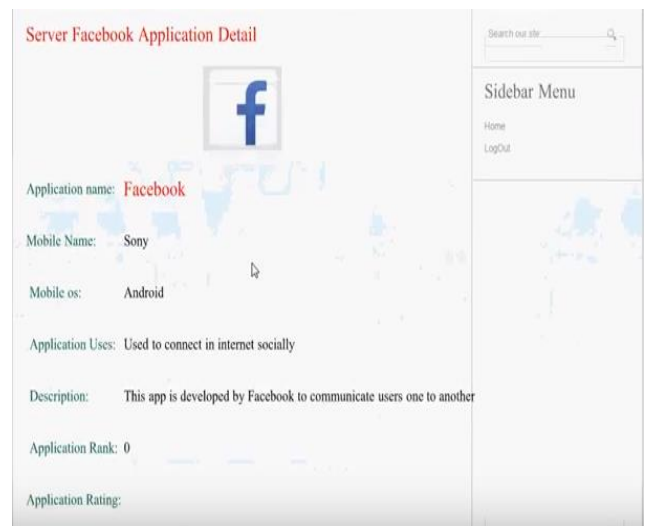 Server Facebook Application Detail
f
Application name: Facebook
Mobile Name: Sony
Mobile os: Android
Application Uses: Used to connect in internet socially
Description: This app is developed by Facebook to communicate users one to another
Application Rank: 0
Application Rating:
Search our site
Sidebar Menu
Home
LogOut